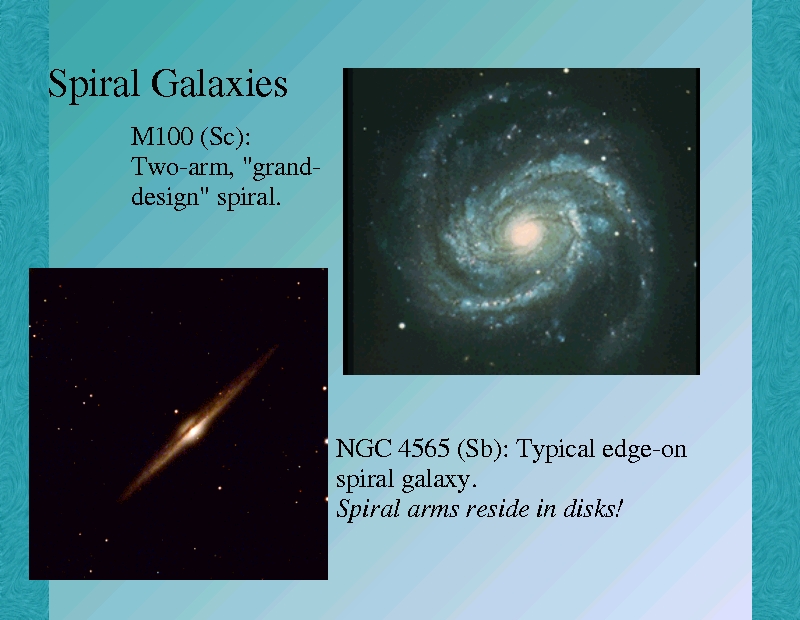 Spiral Galaxies
M100 (Sc):
Two-arm, "grand-
design" spiral.
NGC 4565 (Sb): Typical edge-on
spiral galaxy.
Spiral arms reside in disks!